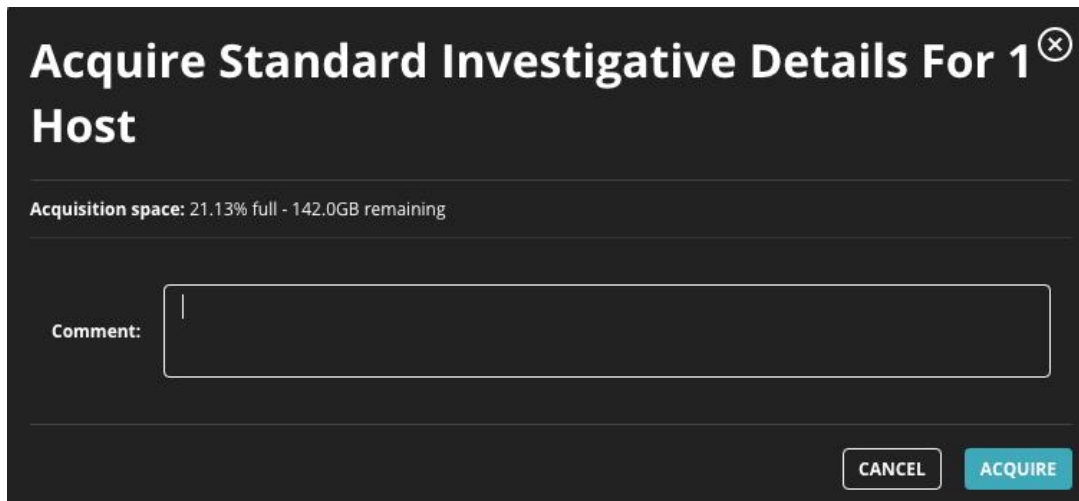 Acquire Standard Investigative Details For 1
Host
Acquisition space: 21.13% full - 142.0GB remaining
Comment:
CANCEL
ACQUIRE